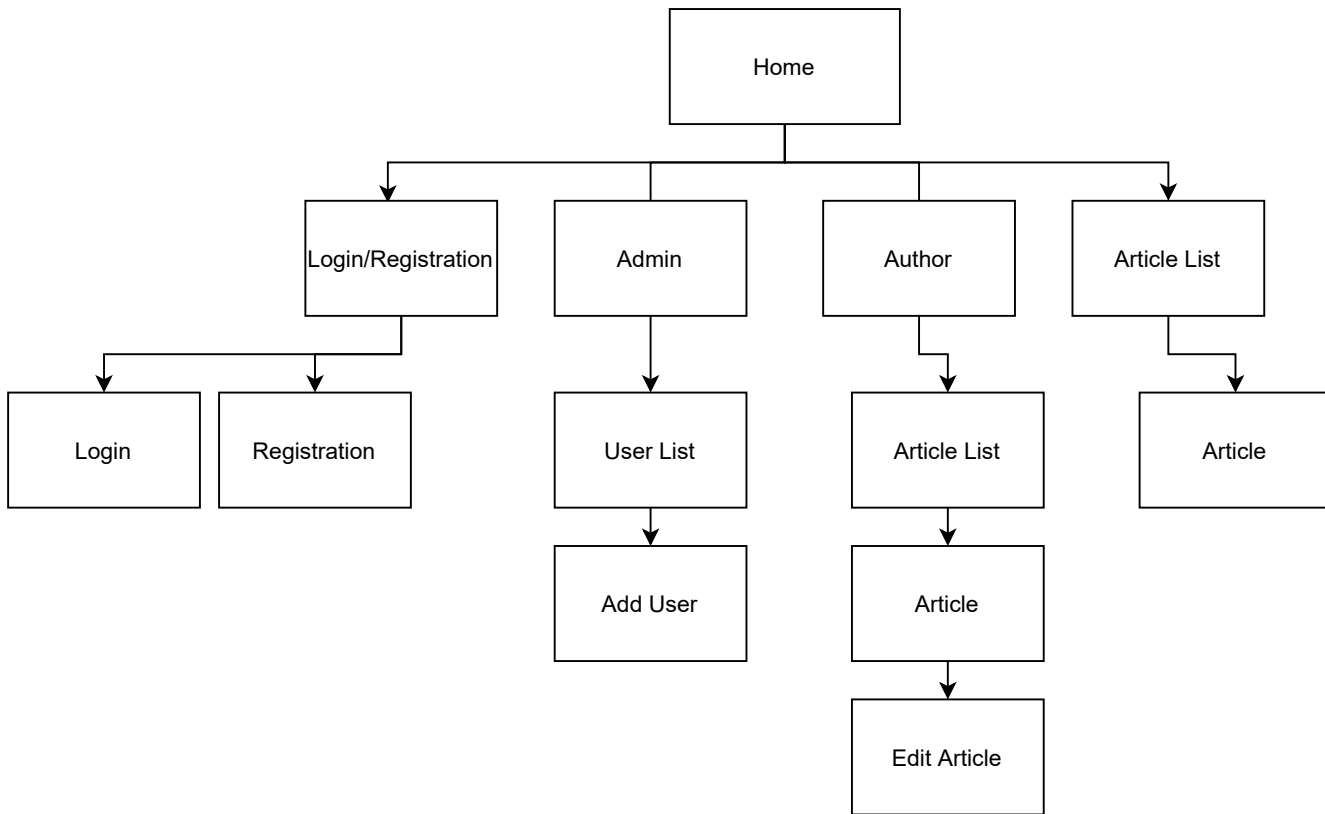 Home
Login/Registration
Admin
Author
Article List
Login
Registration
User List
Article List
Article
Add User
Article
Edit Article